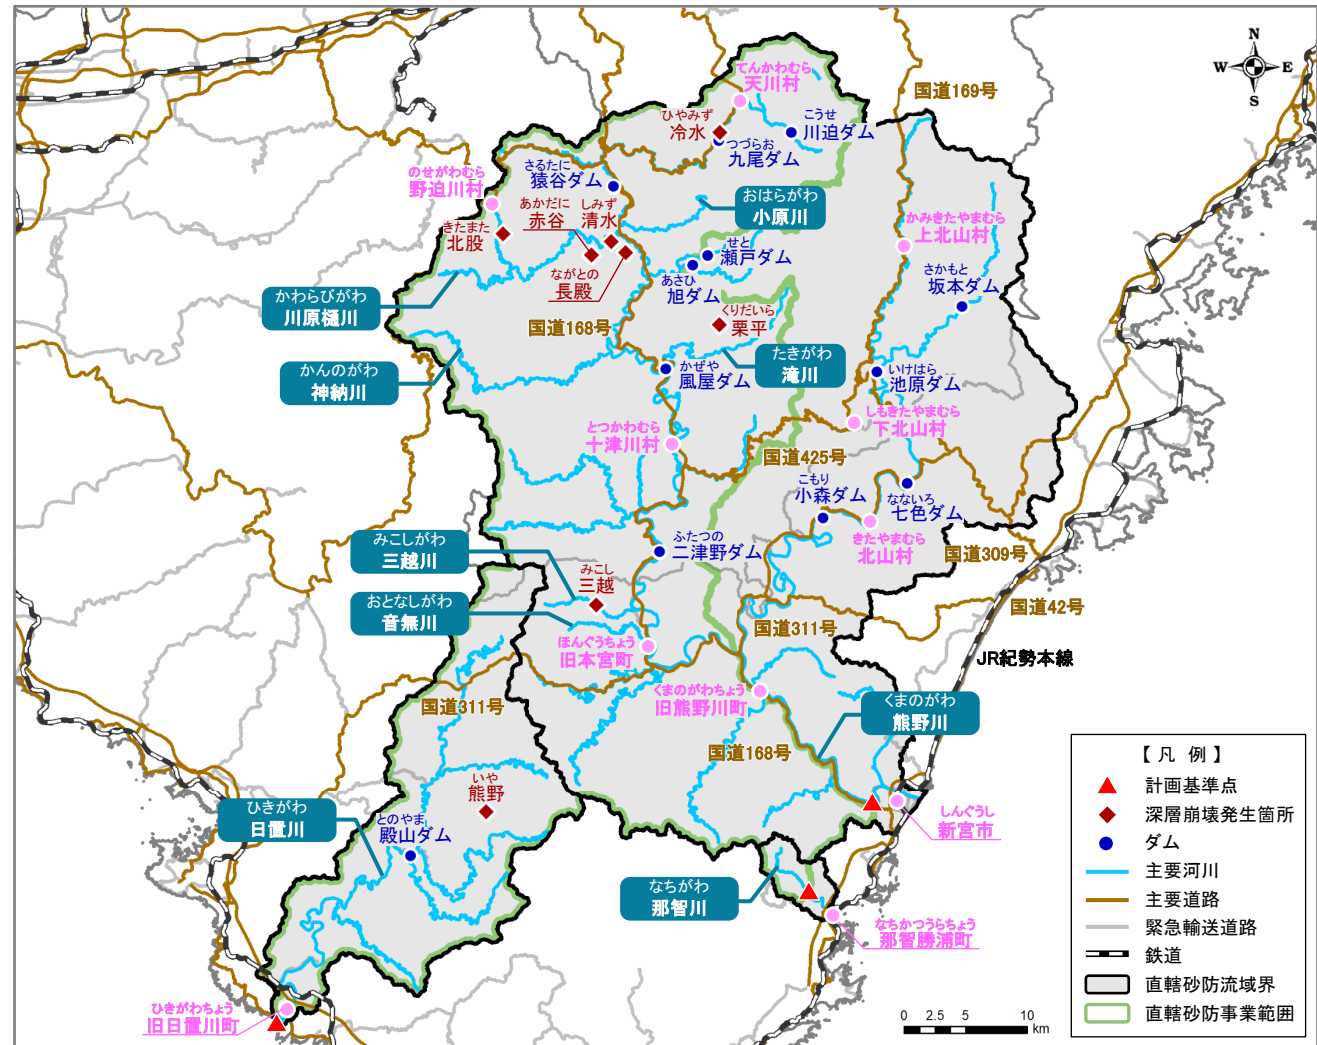 N
W
E
S
国道169号
てんかわむら
天川村
ひやみず
冷水
こうせ
川迫ダム
つづらお
九尾ダム
さるたに
猿谷ダム
のせがわむら
野迫川村
おはらがわ
小原川
あかだに
赤谷
しみず
清水
きたまた
北股
かみきたやまむら
上北山村
せと
瀬戸ダム
ながとの
長殿
あさひ
旭ダム
さかもと
坂本ダム
かわらびがわ
川原樋川
くりだいら
栗平
国道168号
たきがわ
滝川
かんのがわ
神納川
かぜや
風屋ダム
いけはら
池原ダム
しもきたやまむら
下北山村
とつかわむら
十津川村
国道425号
こもり
小森ダム
なないろ
七色ダム
きたやまむら
北山村
みこしがわ
三越川
ふたつの
二津野ダム
国道309号
みこし
三越
おとなしがわ
音無川
国道42号
国道311号
ほんぐうちょう
旧本宮町
JR紀勢本線
くまのがわちょう
旧熊野川町
国道311号
くまのがわ
熊野川
国道168号
いや
熊野
ひきがわ
日置川
とのやま
殿山ダム
しんぐうし
新宮市
なちがわ
那智川
なちかつうらちょう
那智勝浦町
ひきがわちょう
旧日置川町
【 凡 例 】
計画基準点
深層崩壊発生箇所
ダム
主要河川
主要道路
緊急輸送道路
鉄道
直轄砂防流域界
直轄砂防事業範囲
0 2.5 5 10
km